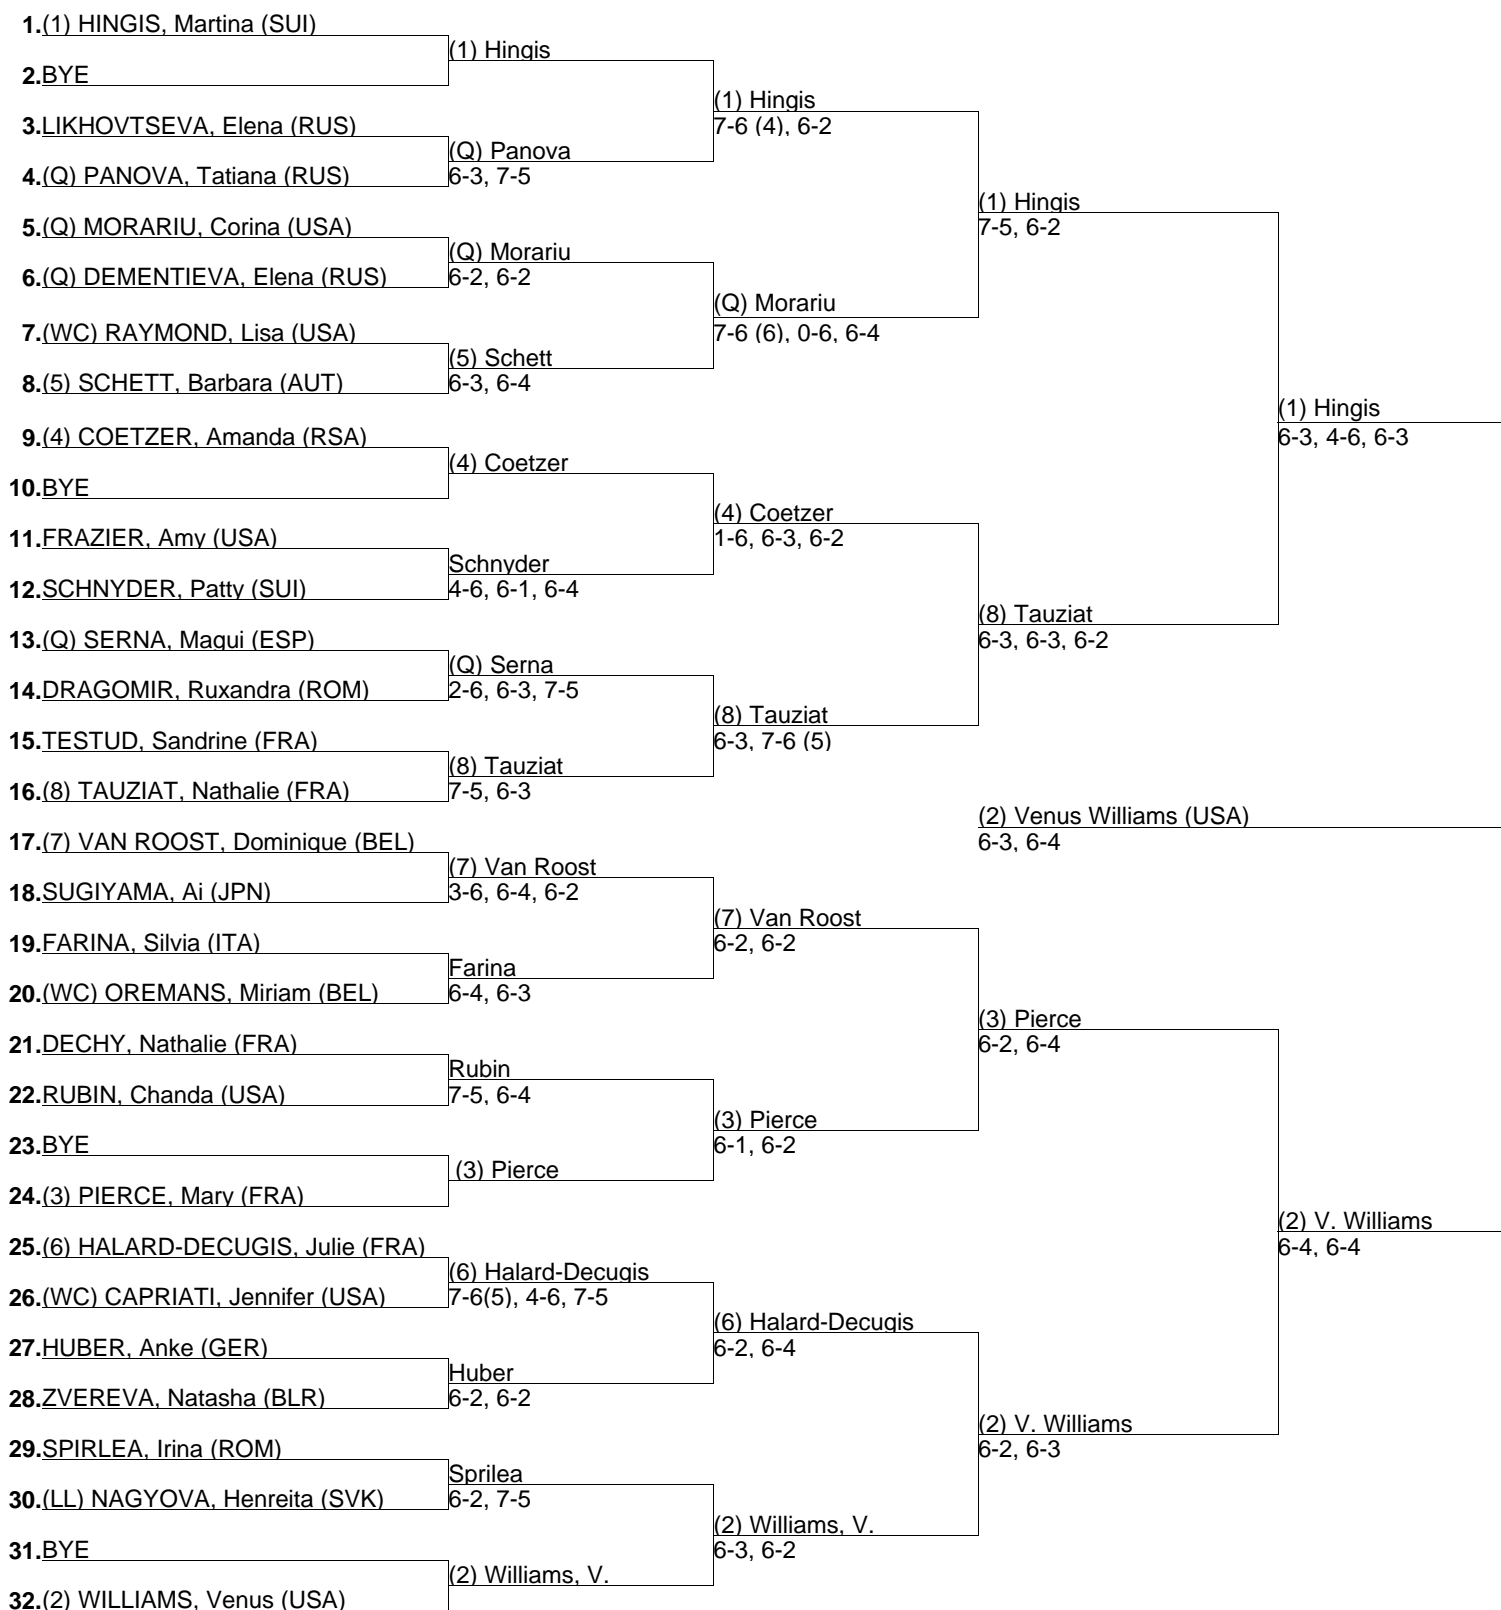 1.(1) HINGIS, Martina (SUI)
2.BYE
3.LIKHOVTSEVA, Elena (RUS)
4.(Q) PANOVA, Tatiana (RUS)
5.(Q) MORARIU, Corina (USA)
6.(Q) DEMENTIEVA, Elena (RUS)
7.(WC) RAYMOND, Lisa (USA)
8.(5) SCHETT, Barbara (AUT)
9.(4) COETZER, Amanda (RSA)
10.BYE
11.FRAZIER, Amy (USA)
12.SCHNYDER, Patty (SUI)
13.(Q) SERNA, Magui (ESP)
14.DRAGOMIR, Ruxandra (ROM)
15.TESTUD, Sandrine (FRA)
16.(8) TAUZIAT, Nathalie (FRA)
17.(7) VAN ROOST, Dominique (BEL)
18.SUGIYAMA, Ai (JPN)
19.FARINA, Silvia (ITA)
20.(WC) OREMANS, Miriam (BEL)
21.DECHY, Nathalie (FRA)
22.RUBIN, Chanda (USA)
23.BYE
24.(3) PIERCE, Mary (FRA)
25.(6) HALARD-DECUGIS, Julie (FRA)
26.(WC) CAPRIATI, Jennifer (USA)
27.HUBER, Anke (GER)
28.ZVEREVA, Natasha (BLR)
29.SPIRLEA, Irina (ROM)
30.(LL) NAGYOVA, Henreita (SVK)
31.BYE
32.(2) WILLIAMS, Venus (USA)
(1) Hingis
(Q) Panova
6-3, 7-5
(Q) Morariu
6-2, 6-2
(5) Schett
6-3, 6-4
(4) Coetzer
Schnyder
4-6, 6-1, 6-4
(Q) Serna
2-6, 6-3, 7-5
(8) Tauziat
7-5, 6-3
(7) Van Roost
3-6, 6-4, 6-2
Farina
6-4, 6-3
Rubin
7-5, 6-4
(3) Pierce
(6) Halard-Decugis
7-6(5), 4-6, 7-5
Huber
6-2, 6-2
Sprilea
6-2, 7-5
(2) Williams, V.
(1) Hingis
7-6 (4), 6-2
(Q) Morariu
7-6 (6), 0-6, 6-4
(4) Coetzer
1-6, 6-3, 6-2
(8) Tauziat
6-3, 7-6 (5)
(7) Van Roost
6-2, 6-2
(3) Pierce
6-1, 6-2
(6) Halard-Decugis
6-2, 6-4
(2) Williams, V.
6-3, 6-2
(1) Hingis
7-5, 6-2
(8) Tauziat
6-3, 6-3, 6-2
(2) Venus Williams (USA)
6-3, 6-4
(3) Pierce
6-2, 6-4
(2) V. Williams
6-2, 6-3
(1) Hingis
6-3, 4-6, 6-3
(2) V. Williams
6-4, 6-4